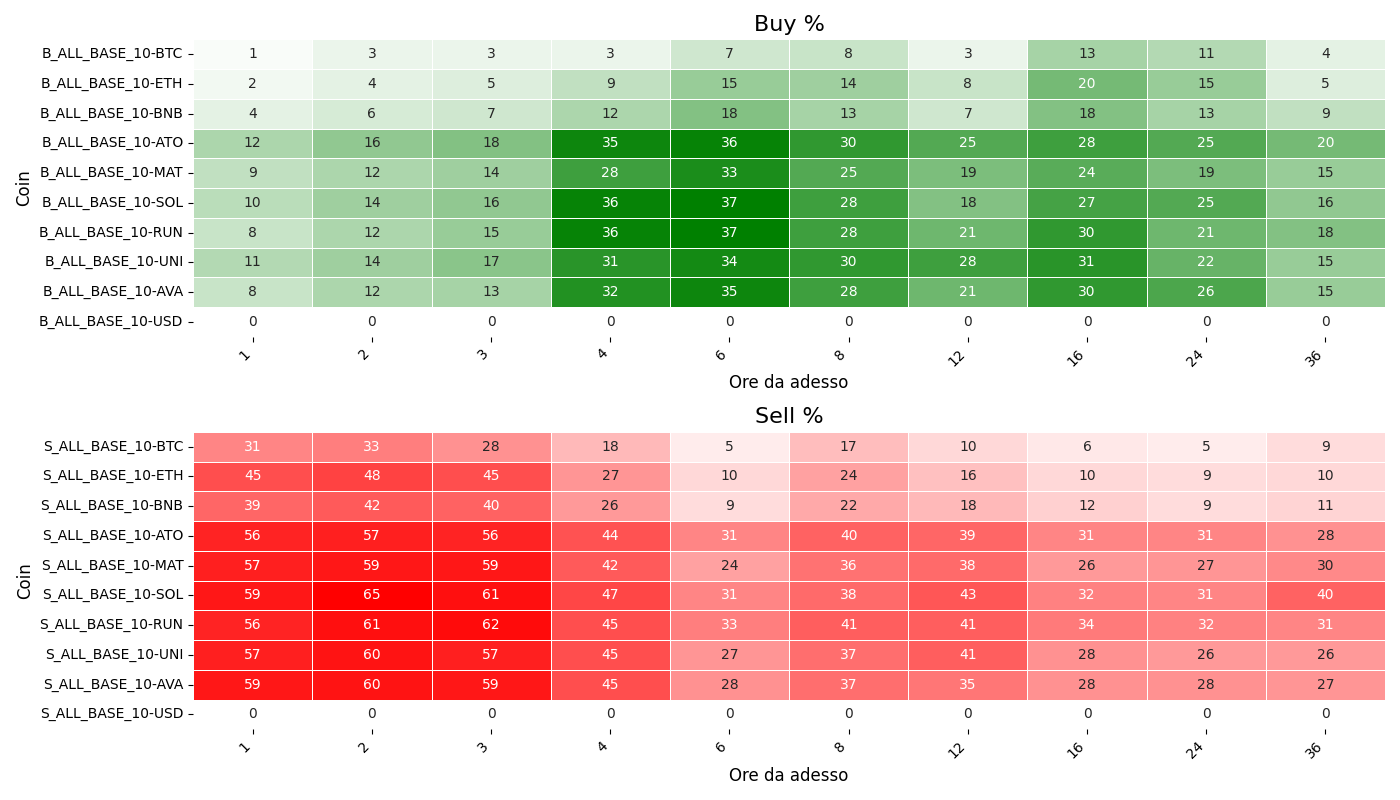 Buy %
Coin
B_ALL_BASE_10-BTC 1 3 3 3 7 8 3 13 11 4
B_ALL_BASE_10-ETH 2 4 5 9 15 14 8 20 15 5
B_ALL_BASE_10-BNB 4 6 7 12 18 13 7 18 13 9
B_ALL_BASE_10-ATO 12 16 18 35 36 30 25 28 25 20
B_ALL_BASE_10-MAT 9 12 14 28 33 25 19 24 19 15
B_ALL_BASE_10-SOL 10 14 16 36 37 28 18 27 25 16
B_ALL_BASE_10-RUN 8 12 15 36 37 28 21 30 21 18
B_ALL_BASE_10-UNI 11 14 17 31 34 30 28 31 22 15
B_ALL_BASE_10-AVA 8 12 13 32 35 28 21 30 26 15
B_ALL_BASE_10-USD 0 0 0 0 0 0 0 0 0 0
1 2 3 4 6 8 12 16 24 36
Ore da adesso
Sell %
Coin
S_ALL_BASE_10-BTC 31 33 28 18 5 17 10 6 5 9
S_ALL_BASE_10-ETH 45 48 45 27 10 24 16 10 9 10
S_ALL_BASE_10-BNB 39 42 40 26 9 22 18 12 9 11
S_ALL_BASE_10-ATO 56 57 56 44 31 40 39 31 31 28
S_ALL_BASE_10-MAT 57 59 59 42 24 36 38 26 27 30
S_ALL_BASE_10-SOL 59 65 61 47 31 38 43 32 31 40
S_ALL_BASE_10-RUN 56 61 62 45 33 41 41 34 32 31
S_ALL_BASE_10-UNI 57 60 57 45 27 37 41 28 26 26
S_ALL_BASE_10-AVA 59 60 59 45 28 37 35 28 28 27
S_ALL_BASE_10-USD 0 0 0 0 0 0 0 0 0 0
1 2 3 4 6 8 12 16 24 36
Ore da adesso